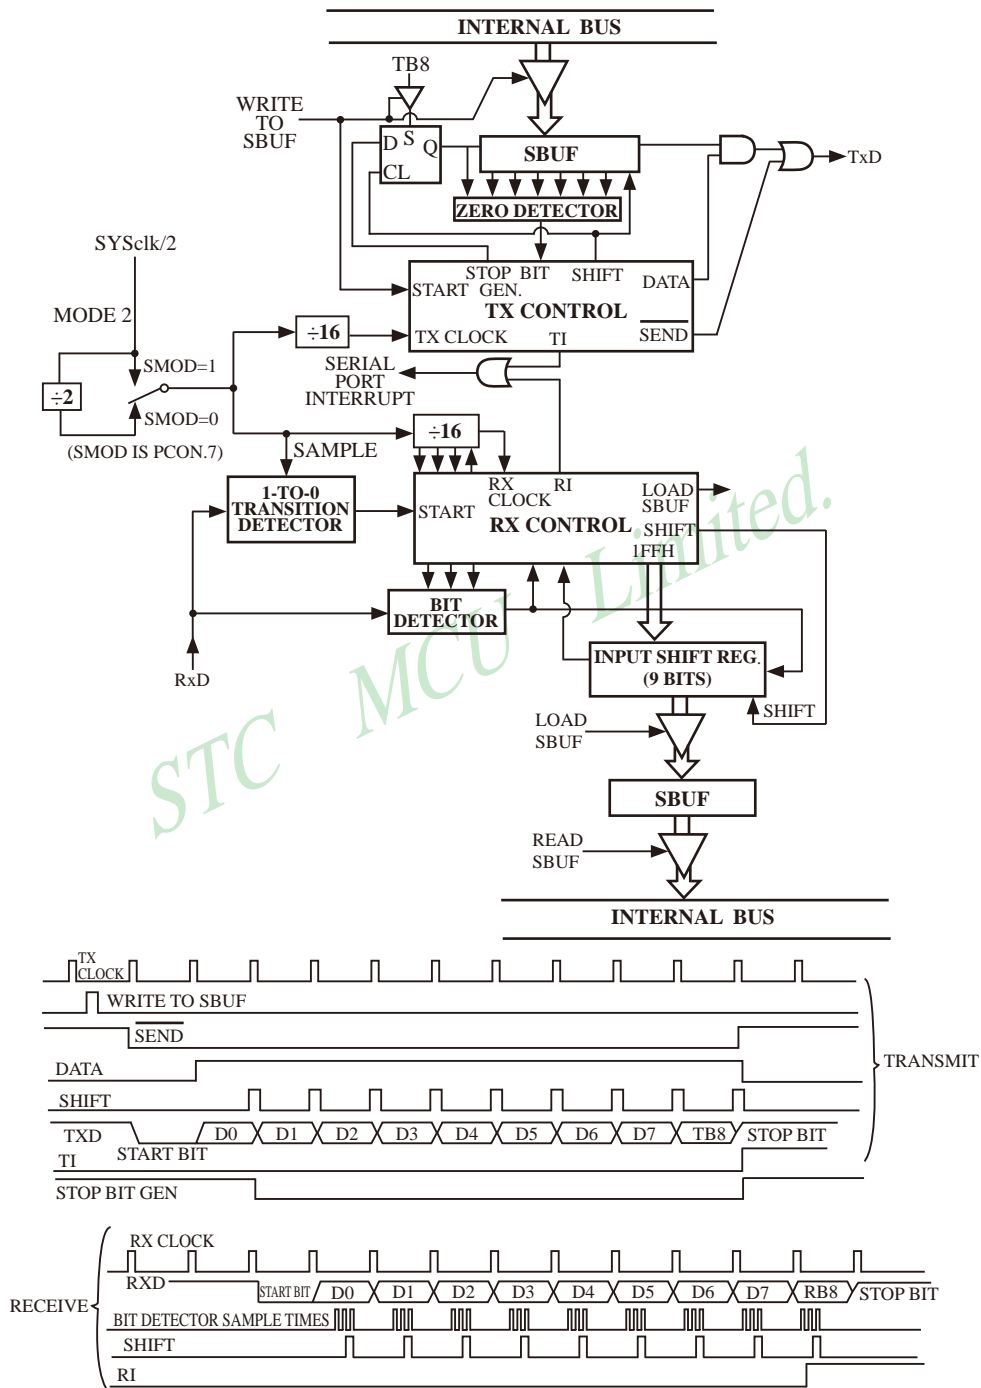 INTERNAL BUS
TB8
WRITE
TO
SBUF
D S Q
CL
SBUF
TxD
ZERO DETECTOR
SYSclk/2
STOP BIT
GEN.
SHIFT
START
DATA
TX CONTROL
MODE 2
÷16
TX CLOCK
TI
SEND
SMOD=1
÷2
SERIAL
PORT
INTERRUPT
SMOD=0
(SMOD IS PCON.7)
SAMPLE
÷16
1-TO-0
TRANSITION
DETECTOR
START
RX
CLOCK
RI
LOAD
SBUF
RX CONTROL
SHIFT
1FFH
BIT
DETECTOR
RxD
INPUT SHIFT REG.
(9 BITS)
SHIFT
LOAD
SBUF
SBUF
READ
SBUF
INTERNAL BUS
STC MCU Limited.
TX
CLOCK
WRITE TO SBUF
SEND
DATA
TRANSMIT
SHIFT
TXD
START BIT
D0 D1 D2 D3 D4 D5 D6 D7 TB8 STOP BIT
TI
STOP BIT GEN
RX CLOCK
RXD
START BIT D0 D1 D2 D3 D4 D5 D6 D7 RB8 STOP BIT
RECEIVE
BIT DETECTOR SAMPLE TIMES
SHIFT
RI